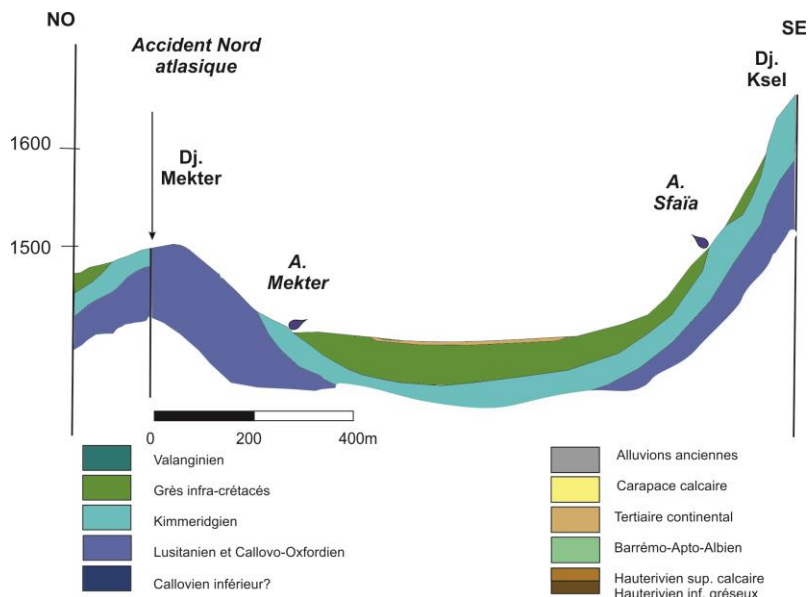 NO
SE
Accident Nord
atlasique
Dj.
Ksel
1600
Dj.
Mekter
A.
Sfaïa
1500
A.
Mekter
0
200
400m
Valanginien
Grès infra-crétacés
Kimmeridgien
Lusitanien et Callovo-Oxfordien
Callovien inférieur?
Alluvions anciennes
Carapace calcaire
Tertiaire continental
Barrémo-Apto-Albien
Hauterivien sup. calcaire
Hauterivien inf. gréseux